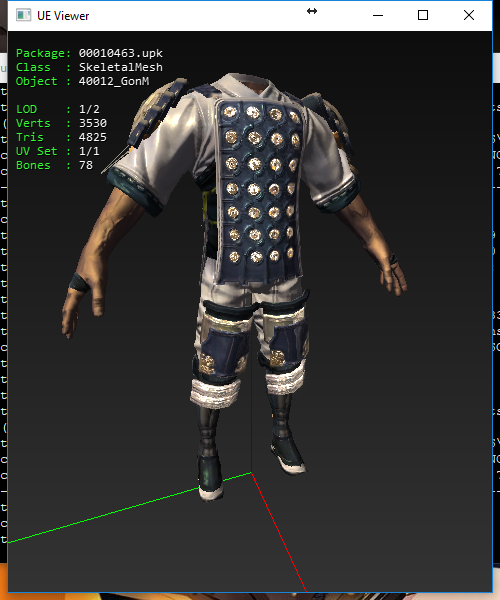 UE Viewer
Package: 00010463.upk
Class : SkeletalMesh
Object : 40012_GonM
LOD : 1/2
Verts : 3530
Tris : 4825
UV Set : 1/1
Bones : 78